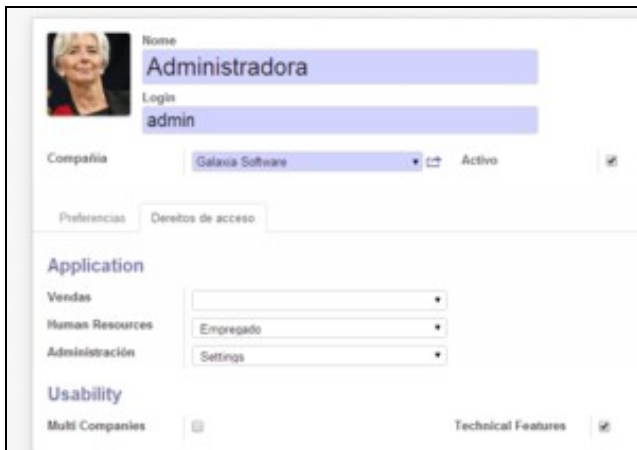 Nome
Administradora
Login
admin
Compañía Galaxia Software Activo
Preferencias Dereitos de acceso
Application
Vendas
Human Resources Empregado
Administración Settings
Usability
Multi Companies Technical Features